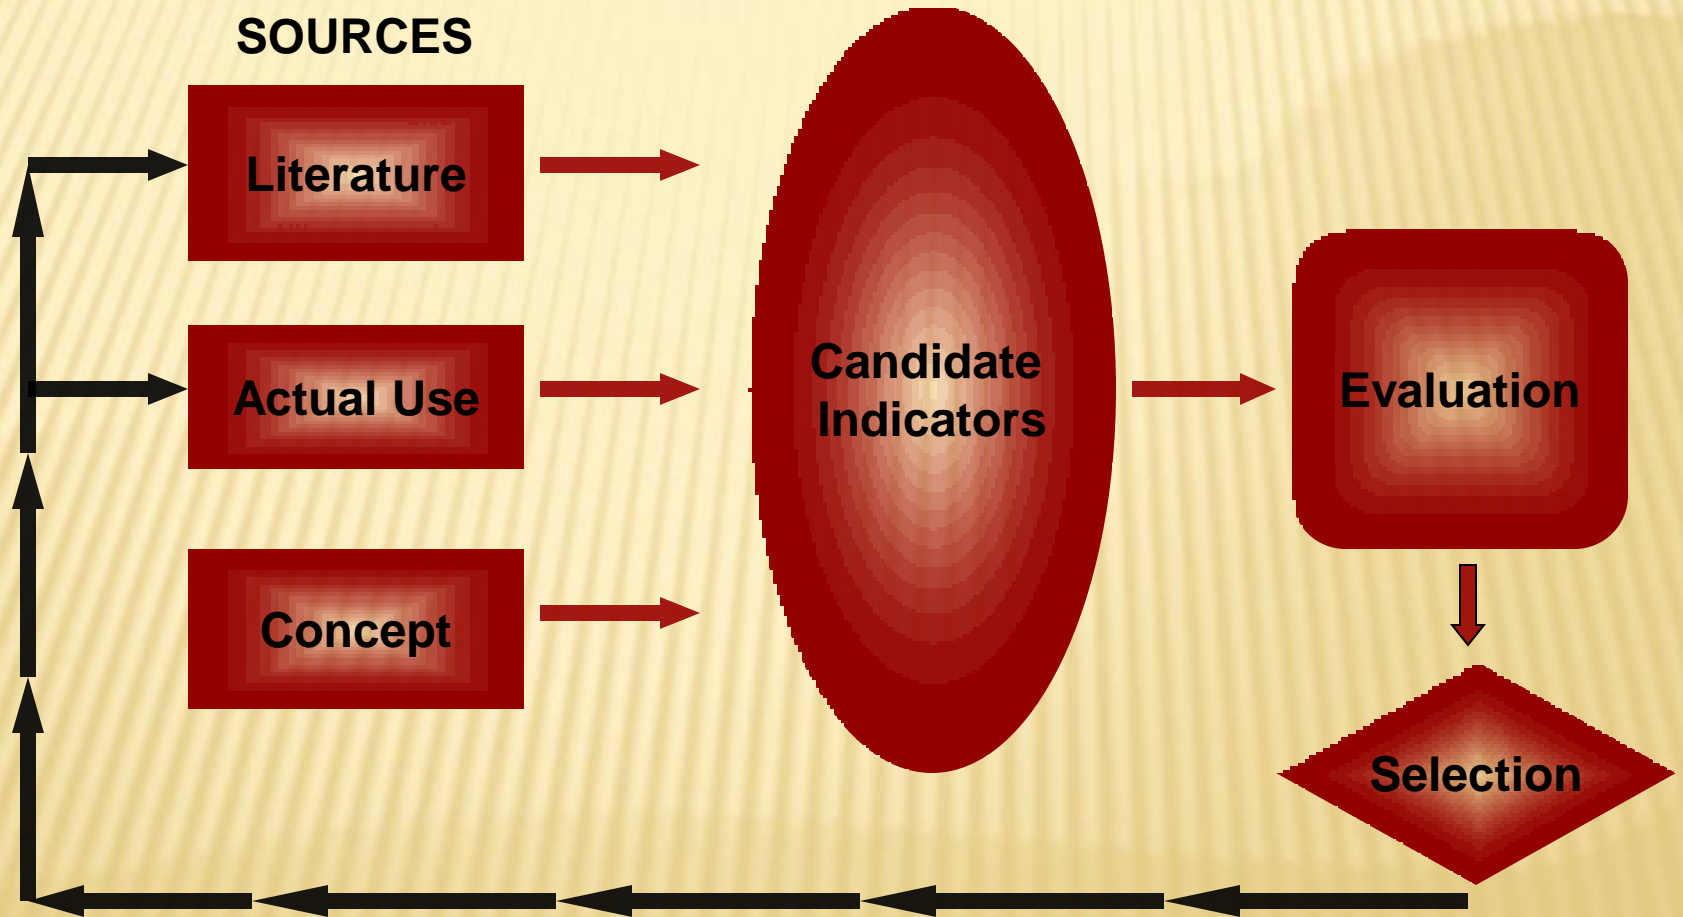 SOURCES
Literature
Actual Use
Concept
Candidate
Indicators
Evaluation
Selection